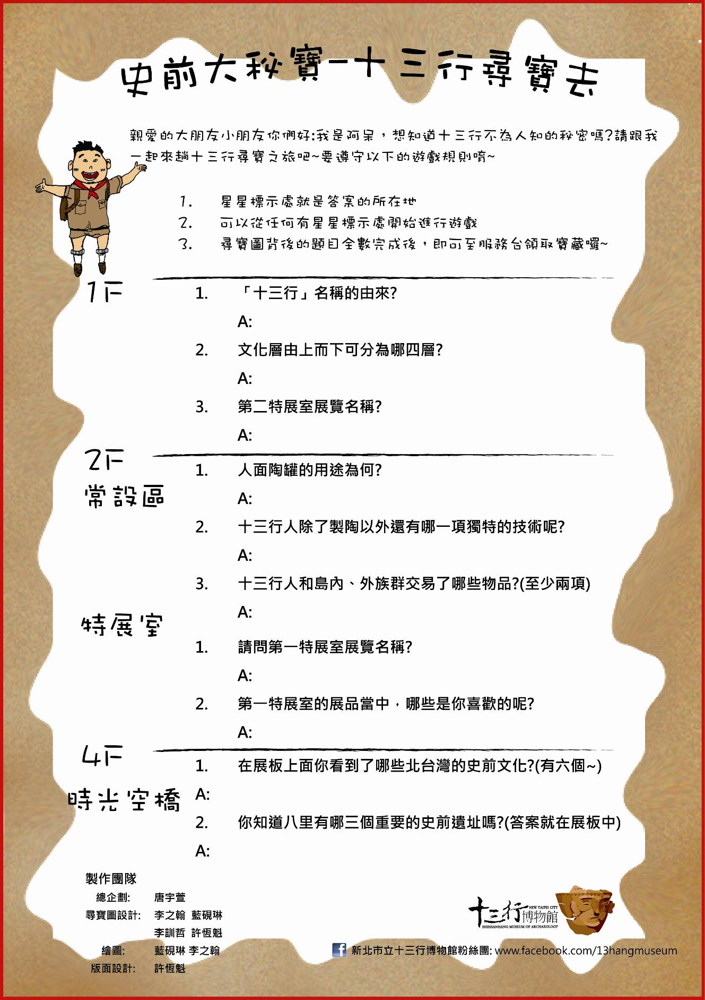 史前大秘寶-十三行尋寶去
親愛的大朋友小朋友你們好:我是阿呆，想知道十三行不為人知的秘密嗎?請跟我
一起來趟十三行尋寶之旅吧~要遵守以下的遊戲規則唷~
1. 星星標示處就是答案的所在地
2. 可以從任何有星星標示處開始進行遊戲
3. 尋寶圖背後的題目全數完成後，即可至服務台領取寶藏囉~
1F
1. 「十三行」名稱的由來?
A:
2. 文化層由上而下可分為哪四層?
A:
3. 第二特展室展覽名稱?
A:
2F
常設區
1. 人面陶罐的用途為何?
A:
2. 十三行人除了製陶以外還有哪一項獨特的技術呢?
A:
3. 十三行人和島內、外族群交易了哪些物品?(至少兩項)
A:
特展室
1. 請問第一特展室展覽名稱?
A:
2. 第一特展室的展品當中，哪些是你喜歡的呢?
A:
4F
時光空橋
1. 在展板上面你看到了哪些北台灣的史前文化?(有六個~)
A:
2. 你知道八里有哪三個重要的史前遺址嗎?(答案就在展板中)
A:
製作團隊
總企劃: 唐宇萱
尋寶圖設計: 李之翰 藍硯琳
李訓哲 許恆魁
繪圖: 藍硯琳 李之翰
版面設計: 許恆魁
十三行博物館
NEW TAIPEI CITY
SHIHSANHANG MUSEUM OF ARCHAEOLOGY
f 新北市立十三行博物館粉絲團: www.facebook.com/13hangmuseum